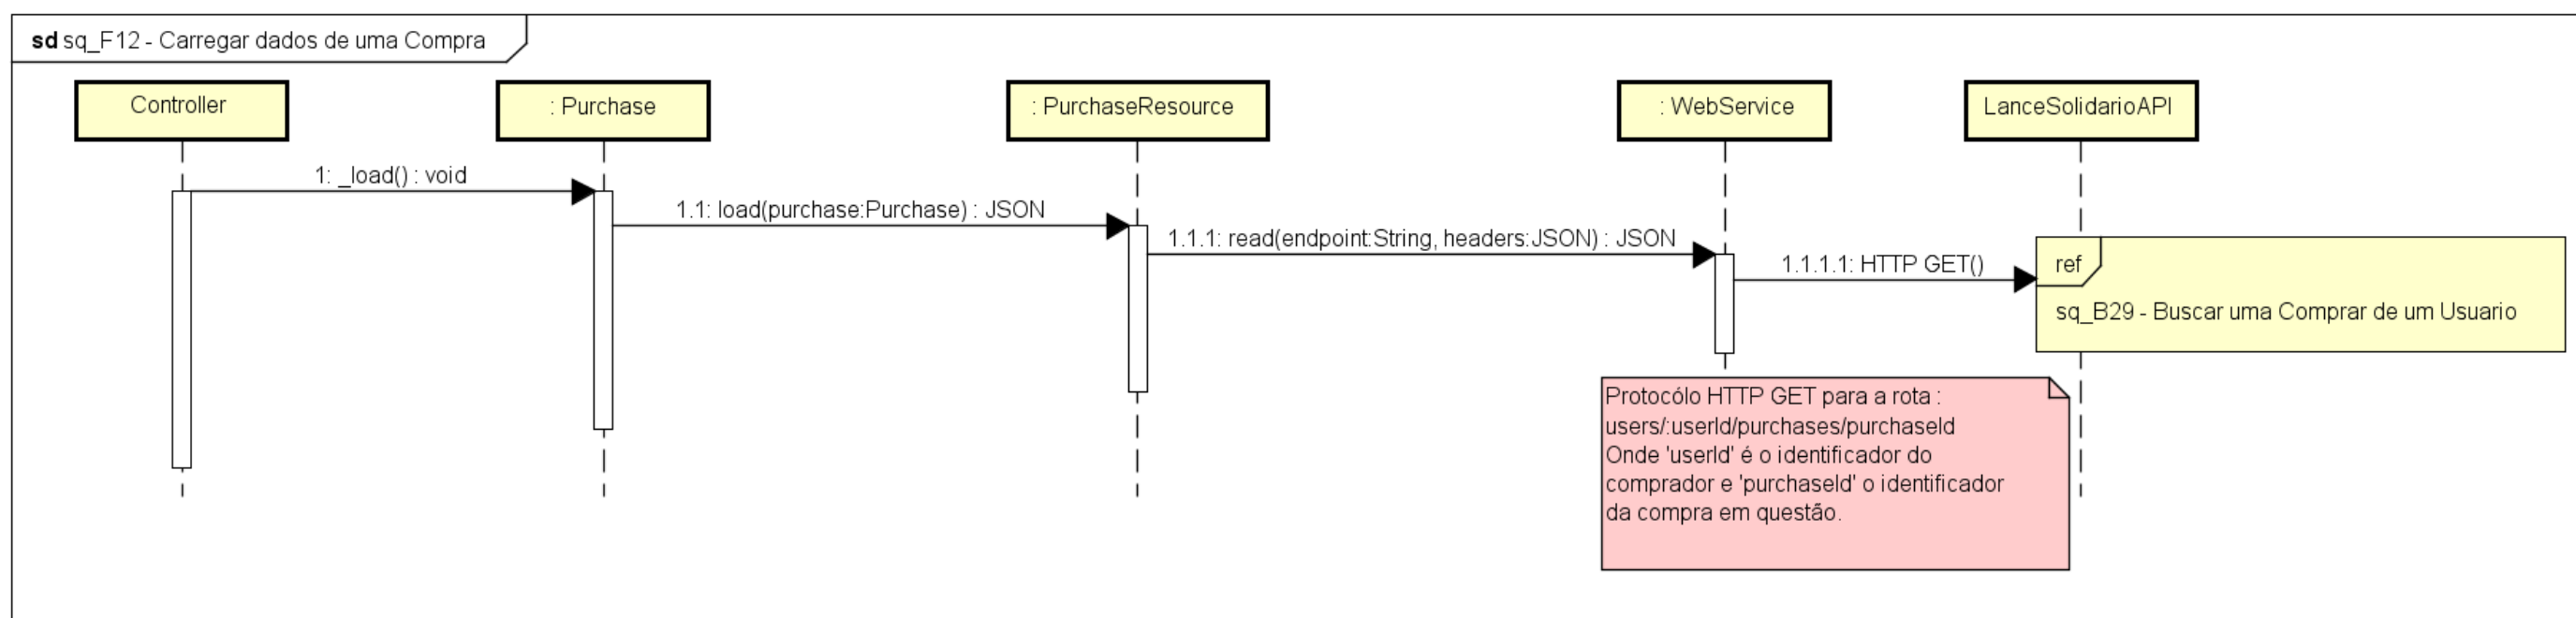 sd sq_F12 - Carregar dados de uma Compra
Controller
: Purchase
: PurchaseResource
: WebService
LanceSolidarioAPI
1: _load() : void
1.1: load(purchase:Purchase) : JSON
1.1.1: read(endpoint:String, headers:JSON) : JSON
1.1.1.1: HTTP GET()
ref
sq_B29 - Buscar uma Comprar de um Usuario
Protocólo HTTP GET para a rota :
users/:userId/purchases/purchaseId
Onde 'userId' é o identificador do
comprador e 'purchaseId' o identificador
da compra em questão.